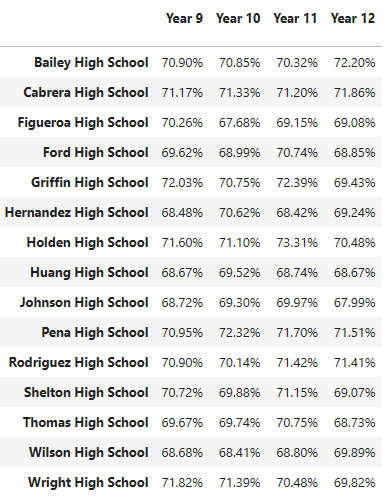 Year 9 Year 10 Year 11 Year 12
Bailey High School 70.90% 70.85% 70.32% 72.20%
Cabrera High School 71.17% 71.33% 71.20% 71.86%
Figueroa High School 70.26% 67.68% 69.15% 69.08%
Ford High School 69.62% 68.99% 70.74% 68.85%
Griffin High School 72.03% 70.75% 72.39% 69.43%
Hernandez High School 68.48% 70.62% 68.42% 69.24%
Holden High School 71.60% 71.10% 73.31% 70.48%
Huang High School 68.67% 69.52% 68.74% 68.67%
Johnson High School 68.72% 69.30% 69.97% 67.99%
Pena High School 70.95% 72.32% 71.70% 71.51%
Rodriguez High School 70.90% 70.14% 71.42% 71.41%
Shelton High School 70.72% 69.88% 71.15% 69.07%
Thomas High School 69.67% 69.74% 70.75% 68.73%
Wilson High School 68.68% 68.41% 68.80% 69.89%
Wright High School 71.82% 71.39% 70.48% 69.82%